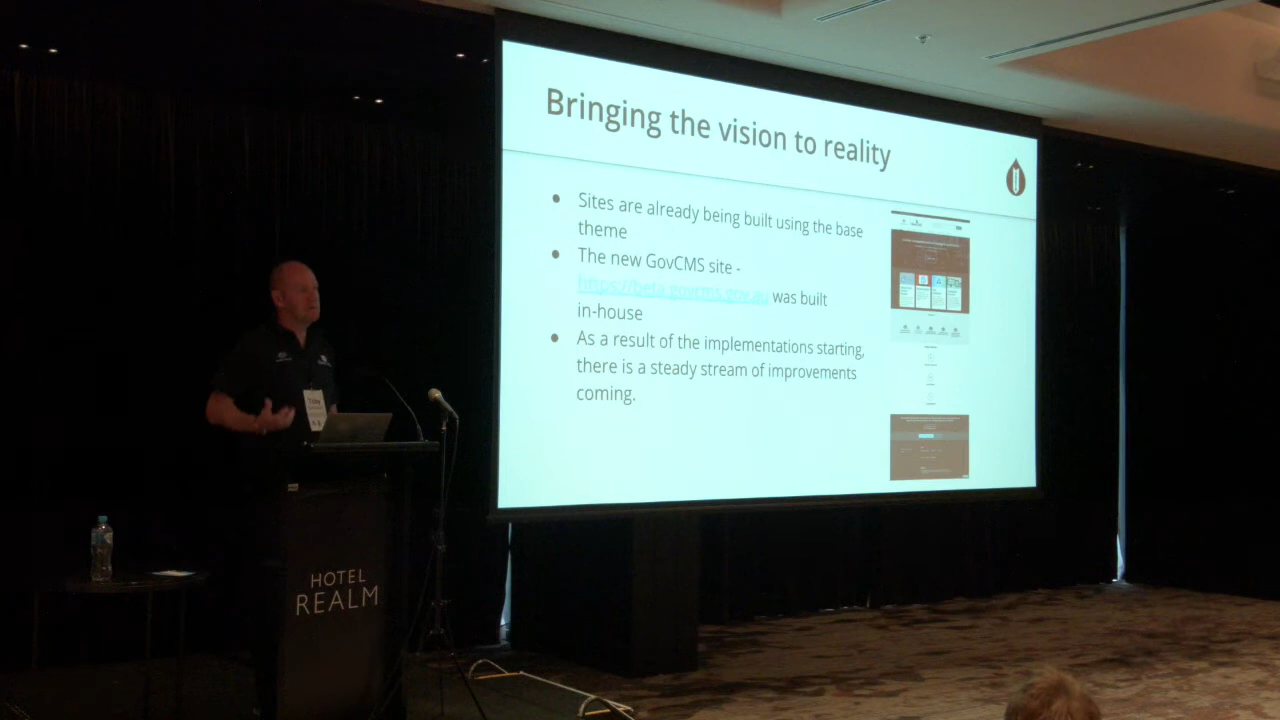 Bringing the vision to reality
● Sites are already being built using the base
theme
● The new GovCMS site -
https://beta.govcms.gov.au was built
in-house
● As a result of the implementations starting,
there is a steady stream of improvements
coming.
HOTEL
REALM